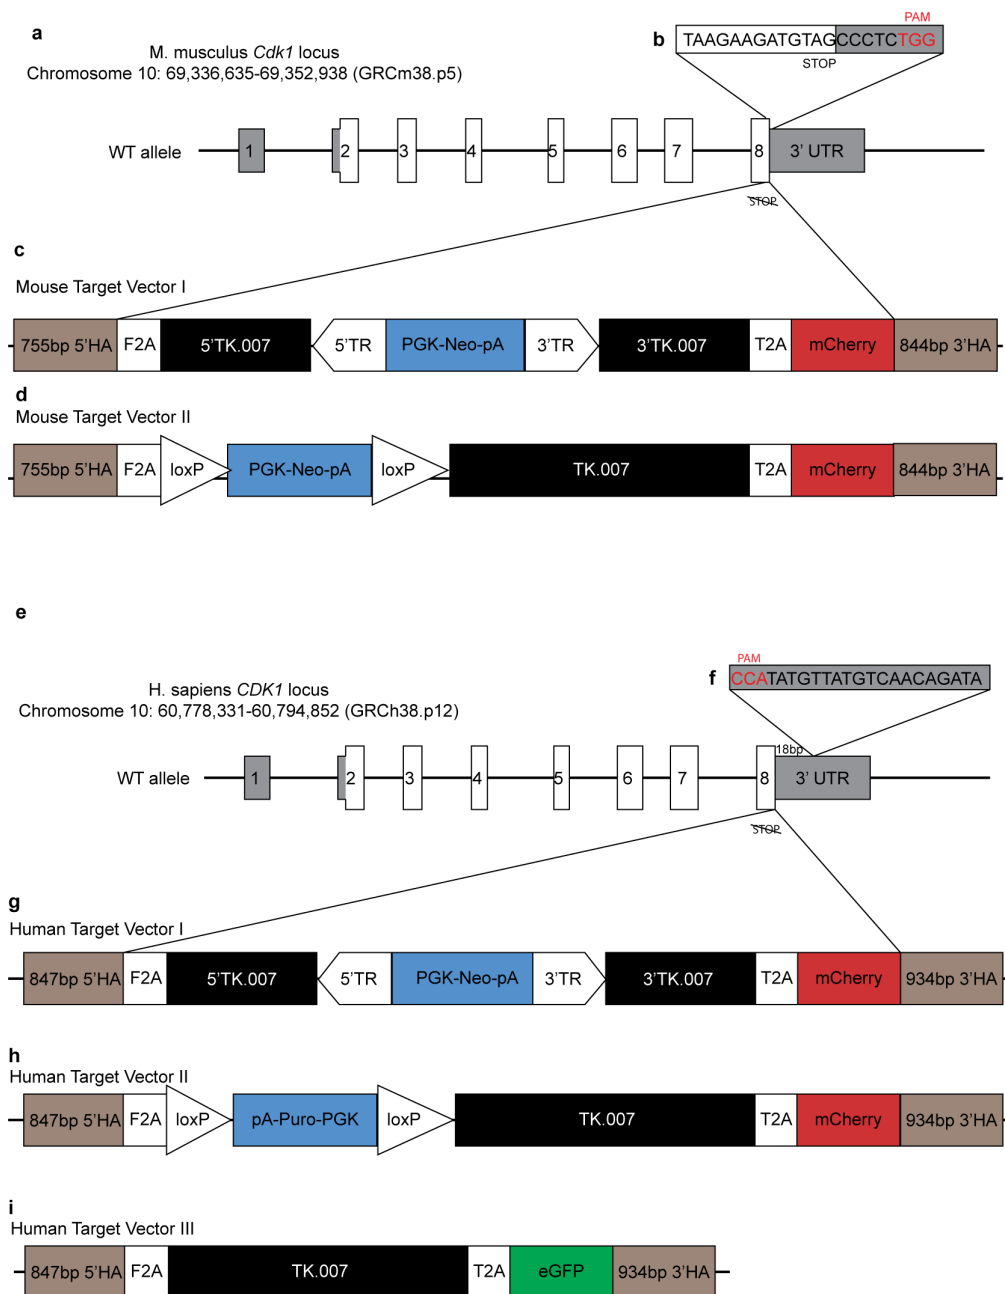 a
M. musculus Cdk1 locus
Chromosome 10: 69,336,635-69,352,938 (GRCm38.p5)
b
PAM
TAAGAAGATGTAGCCCTCTGG
STOP
WT allele
1
2
3
4
5
6
7
8
3’ UTR
STOP
c
Mouse Target Vector I
755bp 5’HA
F2A
5’TK.007
5’TR
PGK-Neo-pA
3’TR
3’TK.007
T2A
mCherry
844bp 3’HA
d
Mouse Target Vector II
755bp 5’HA
F2A
loxP
PGK-Neo-pA
loxP
TK.007
T2A
mCherry
844bp 3’HA
e
H. sapiens CDK1 locus
Chromosome 10: 60,778,331-60,794,852 (GRCh38.p12)
f
PAM
CCATATGTTATGTCAACAGATA
18bp
WT allele
1
2
3
4
5
6
7
8
3’ UTR
STOP
g
Human Target Vector I
847bp 5’HA
F2A
5’TK.007
5’TR
PGK-Neo-pA
3’TR
3’TK.007
T2A
mCherry
934bp 3’HA
h
Human Target Vector II
847bp 5’HA
F2A
loxP
pA-Puro-PGK
loxP
TK.007
T2A
mCherry
934bp 3’HA
i
Human Target Vector III
847bp 5’HA
F2A
TK.007
T2A
eGFP
934bp 3’HA